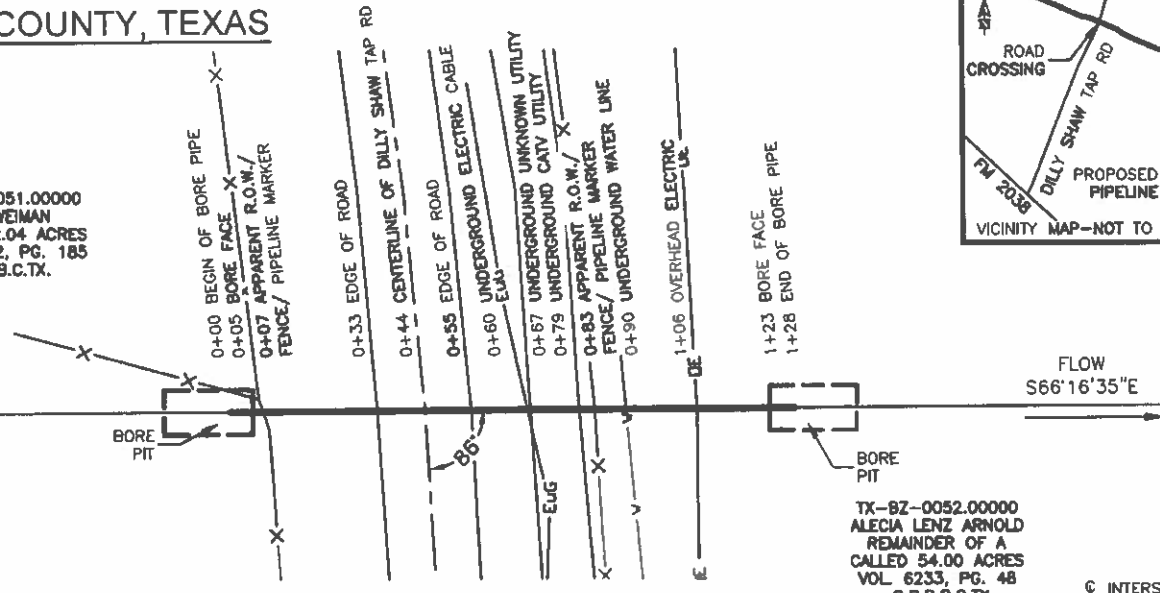 COUNTY, TEXAS
ROAD
CROSSING
DILLY SHAW TAP RD
FM 2038
PROPOSED
PIPELINE
VICINITY MAP-NOT TO
051.00000
.04 ACRES
PG. 185
0+00 BEGIN OF BORE PIPE
0+05 BORE FACE
0+07 APPARENT R.O.W./
FENCE/ PIPELINE MARKER
0+33 EDGE OF ROAD
0+44 CENTERLINE OF DILLY SHAW TAP RD
0+55 EDGE OF ROAD
0+60 UNDERGROUND ELECTRIC CABLE
EUG
0+67 UNDERGROUND UNKNOWN UTILITY
0+79 UNDERGROUND CATV UTILITY
0+83 APPARENT R.O.W./
FENCE/ PIPELINE MARKER
0+90 UNDERGROUND WATER LINE
1+06 OVERHEAD ELECTRIC
OE
1+23 BORE FACE
1+28 END OF BORE PIPE
FLOW
S66°16'35"E
BORE
PIT
86°
EUG
BORE
PIT
TX-BZ-0052.00000
ALECIA LENZ ARNOLD
REMAINDER OF A
CALLED 54.00 ACRES
VOL. 6233, PG. 48
℄ INTERS